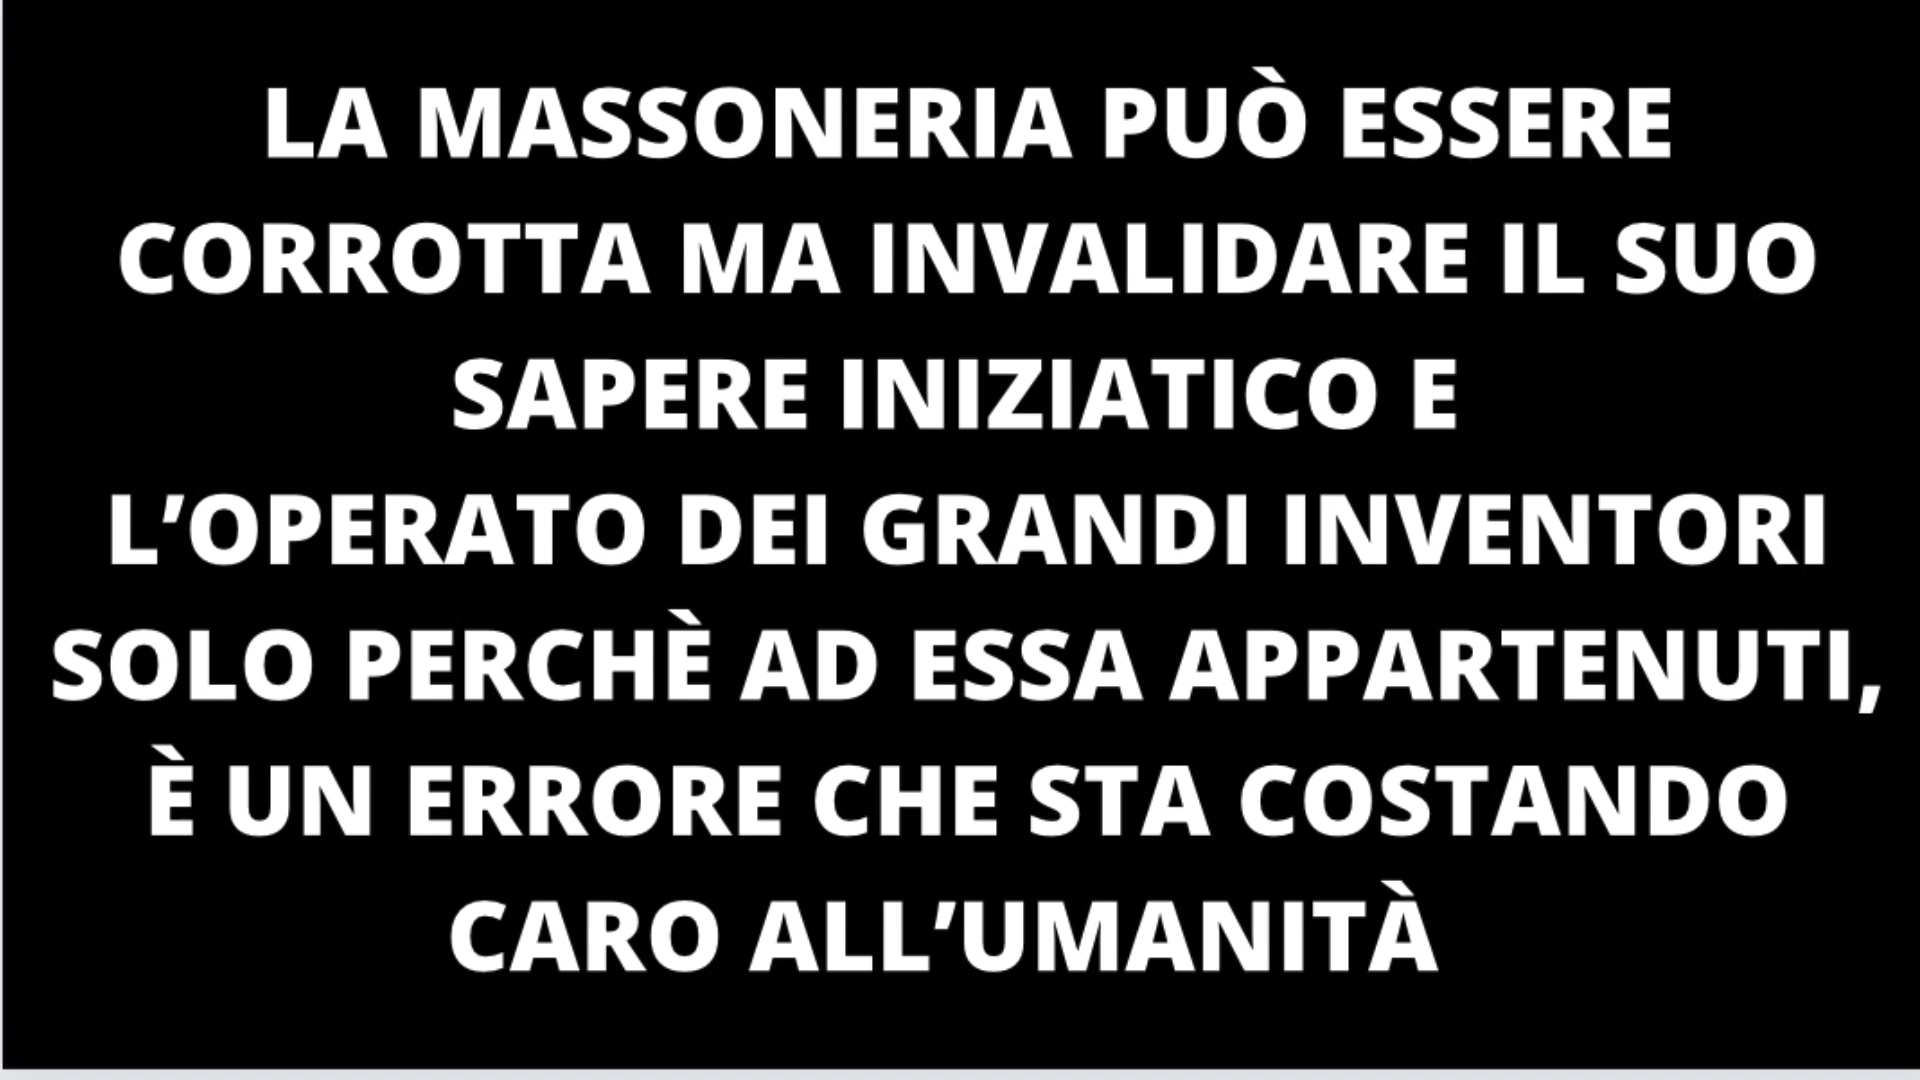 LA MASSONERIA PUÒ ESSERE
CORROTTA MA INVALIDARE IL SUO
SAPERE INIZIATICO E
L’OPERATO DEI GRANDI INVENTORI
SOLO PERCHÈ AD ESSA APPARTENUTI,
È UN ERRORE CHE STA COSTANDO
CARO ALL’UMANITÀ